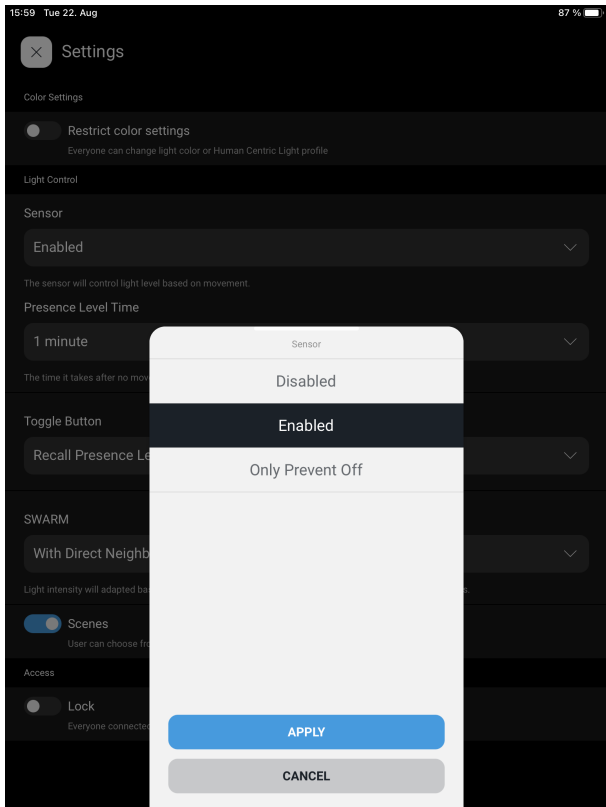 15:59 Tue 22. Aug 87 %
Settings
Color Settings
Restrict color settings
Everyone can change light color or Human Centric Light profile
Light Control
Sensor
Enabled
The sensor will control light level based on movement.
Presence Level Time
1 minute
The time it takes after no mov
Toggle Button
Recall Presence Le
SWARM
With Direct Neighb
Light intensity will adapted ba s.
Scenes
User can choose fro
Access
Lock
Everyone connected
Sensor
Disabled
Enabled
Only Prevent Off
APPLY
CANCEL